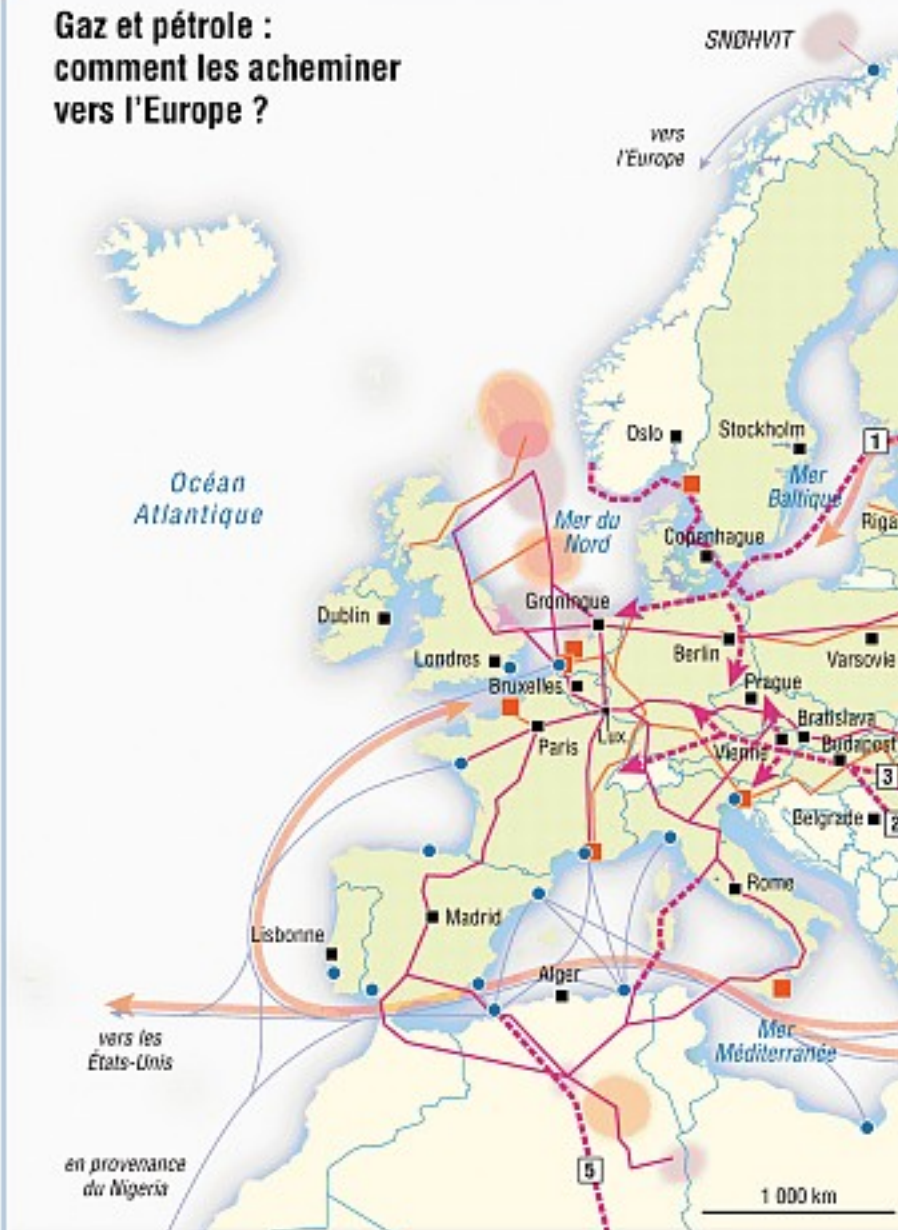 Gaz et pétrole :
comment les acheminer
vers l'Europe ?
SNØHVIT
vers
l'Europe
Oslo
Stockholm
1
Mer
Baltique
Océan
Atlantique
Mer du
Nord
Riga
Copenhague
Dublin
Groningue
Londres
Berlin
Varsovie
Bruxelles
Prague
Paris
Lux.
Bratislava
Vienne
Budapest
3
Belgrade
2
Rome
Madrid
Lisbonne
Alger
vers les
États-Unis
Mer
Méditerranée
en provenance
du Nigeria
5
1 000 km